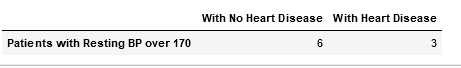 With No Heart Disease With Heart Disease
Patients with Resting BP over 170 6 3